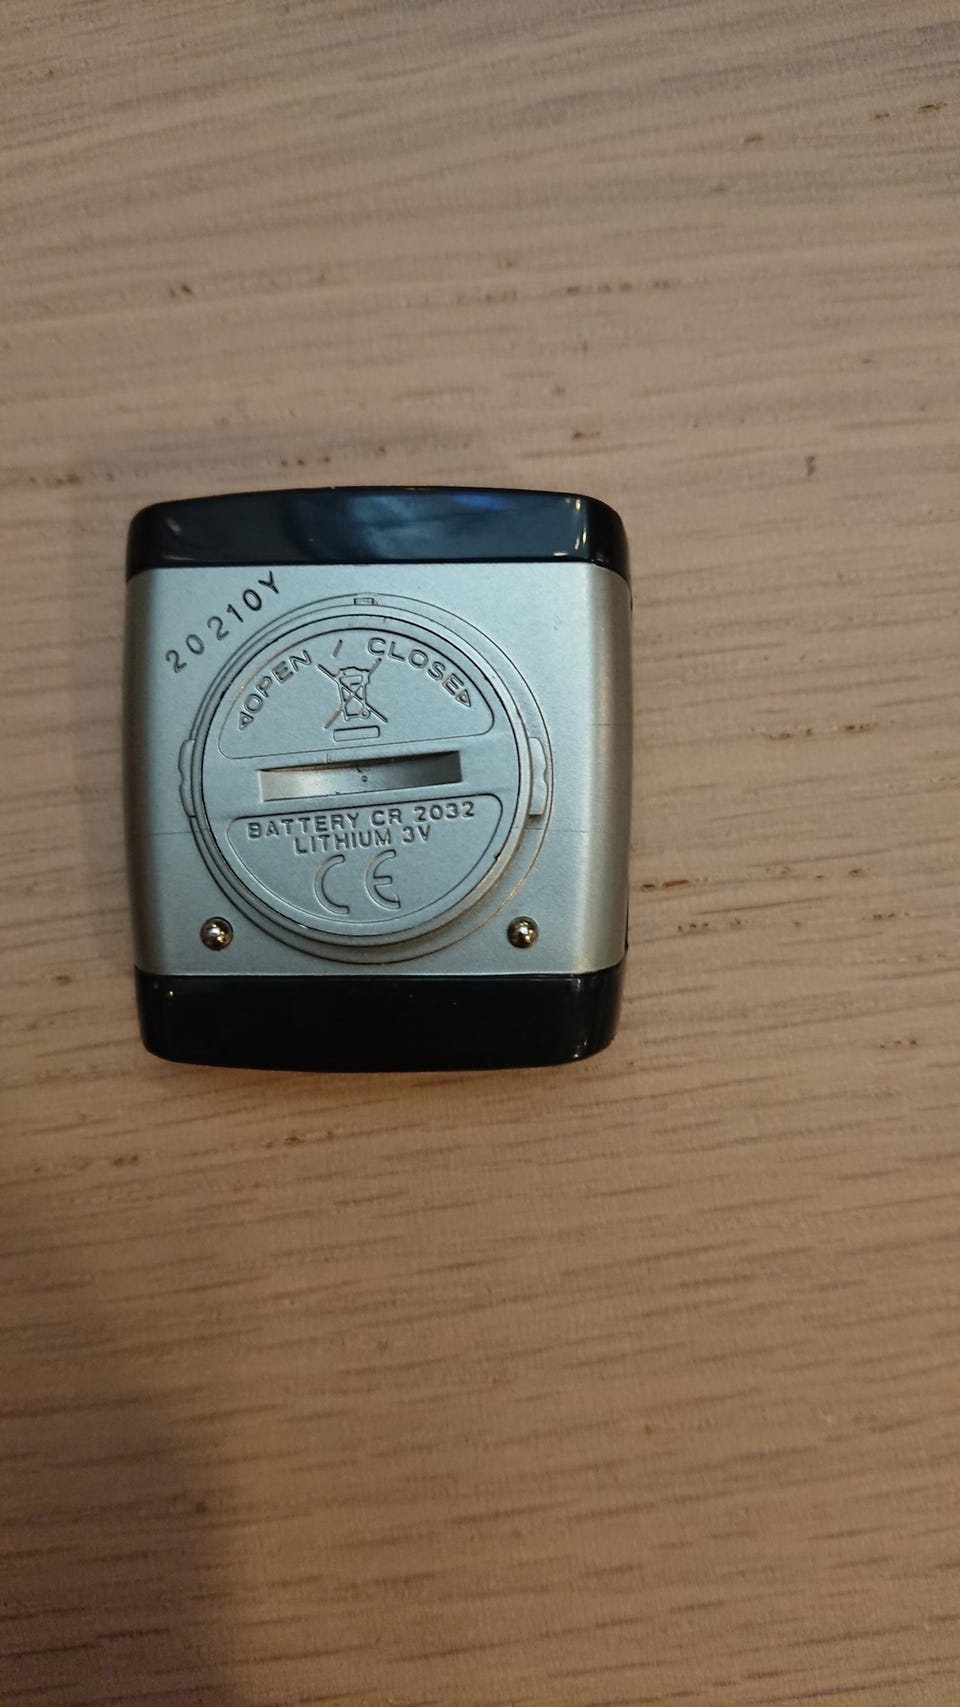 20210Y
OPEN / CLOSE
BATTERY CR 2032
LITHIUM 3V
CE